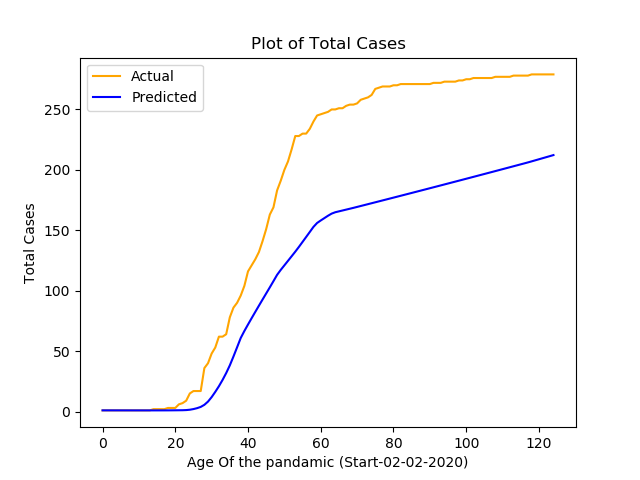 Plot of Total Cases
Actual
Predicted
250
200
150
100
50
0
Total Cases
0 20 40 60 80 100 120
Age Of the pandamic (Start-02-02-2020)